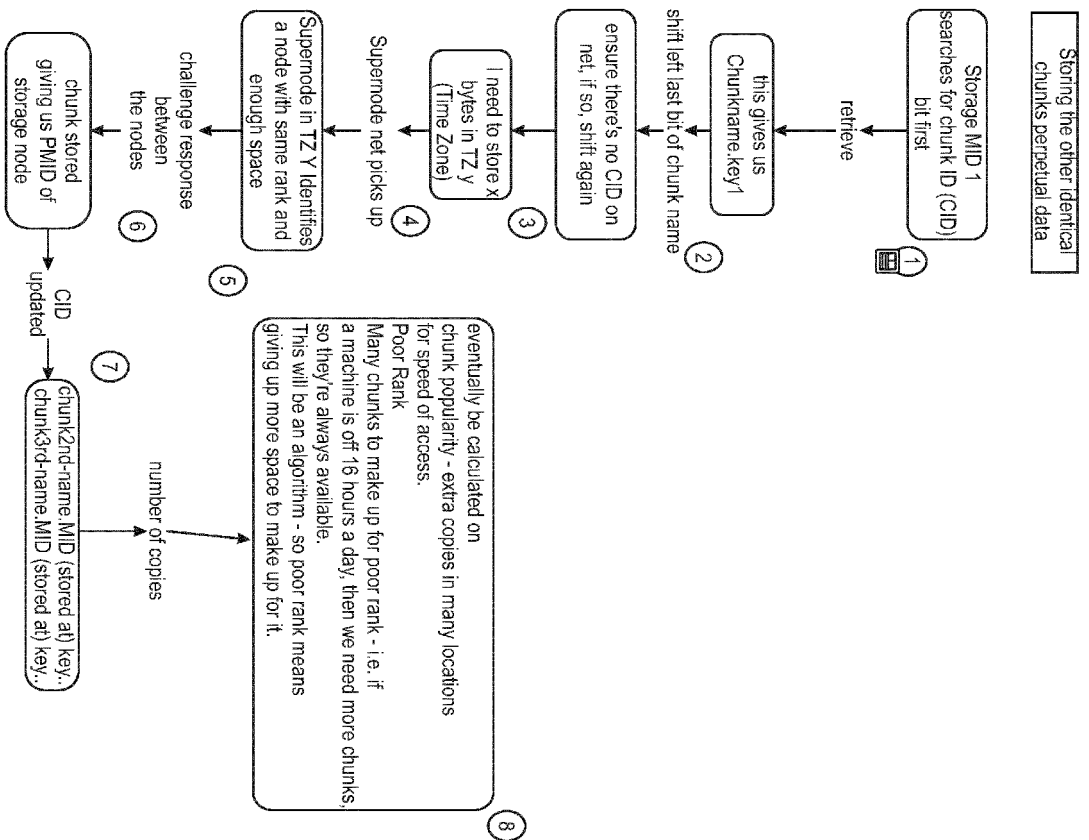 Storing the other identical
chunks perpetual data
Storage MID 1
searches for chunk ID (CID)
bit first
1
retrieve
this gives us
Chunkname.key1
2
shift left last bit of chunk name
ensure there's no CID on
net, if so, shift again
3
I need to store x
bytes in TZ y
(Time Zone)
4
Supernode net picks up
5
Supernode in TZ Y Identifies
a node with same rank and
enough space
challenge response
between
the nodes
6
chunk stored
giving us PMID of
storage node
CID
updated
7
chunk2nd-name.MID (stored at) key..
chunk3rd-name.MID (stored at) key..
number of copies
eventually be calculated on
chunk popularity - extra copies in many locations
for speed of access.
Poor Rank
Many chunks to make up for poor rank - i.e. if
a machine is off 16 hours a day, then we need more chunks,
so they're always available.
This will be an algorithm - so poor rank means
giving up more space to make up for it.
8